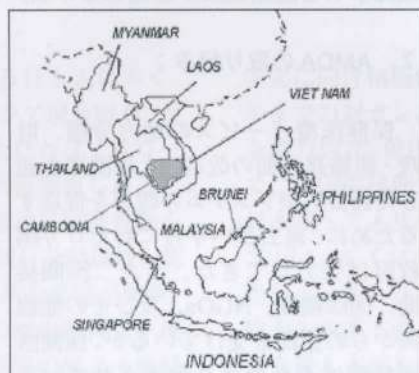 MYANMAR
LAOS
VIET NAM
THAILAND
BRUNEI
PHILIPPINES
CAMBODIA
MALAYSIA
SINGAPORE
INDONESIA